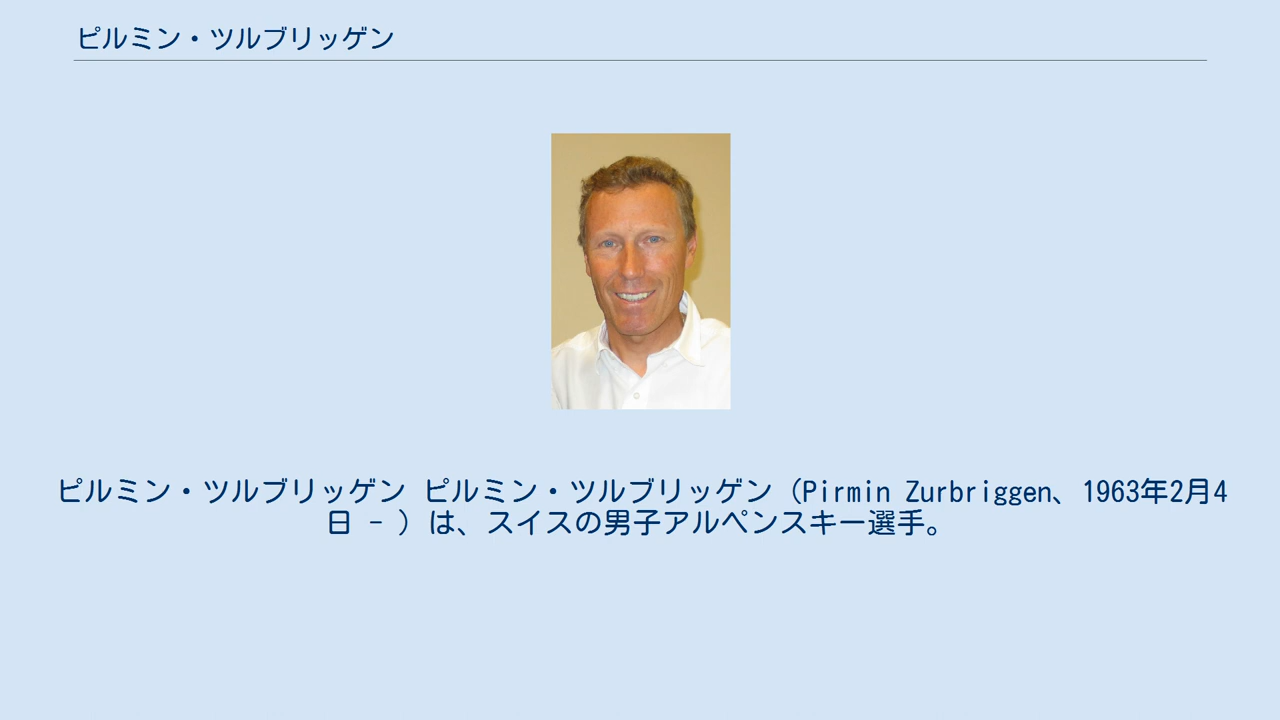 ピルミン・ツルブリッゲン
ピルミン・ツルブリッゲン ピルミン・ツルブリッゲン（Pirmin Zurbriggen、1963年2月4
日 - ）は、スイスの男子アルペンスキー選手。